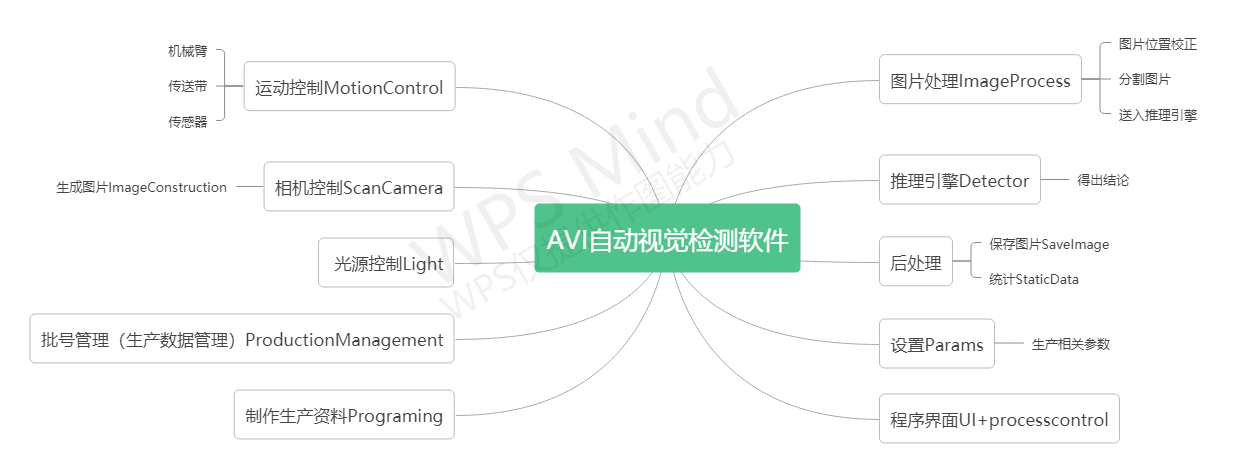 AVI自动视觉检测软件
运动控制MotionControl
机械臂
传送带
传感器
相机控制ScanCamera
生成图片ImageConstruction
光源控制Light
批号管理（生产数据管理）ProductionManagement
制作生产资料Programing
图片处理ImageProcess
图片位置校正
分割图片
送入推理引擎
推理引擎Detector
得出结论
后处理
保存图片SaveImage
统计StaticData
设置Params
生产相关参数
程序界面UI+processcontrol
WPS Mind
WPS仅提供作图能力